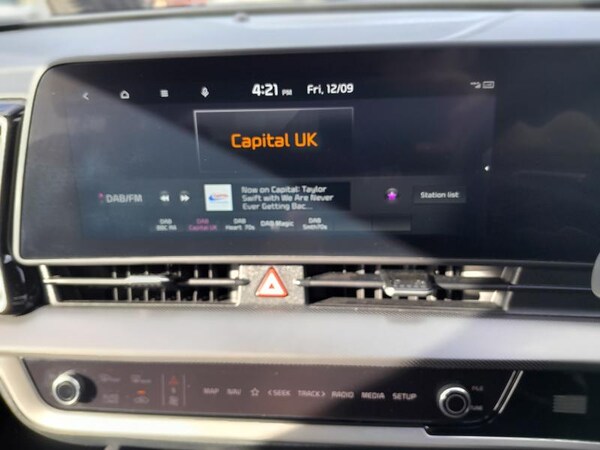 4:21 PM Fri, 12/09
Capital UK
DAB/FM
Now on Capital: Taylor
Swift with We Are Never
Ever Getting Bac...
Station list
DAB
BBC R4
DAB
Capital UK
DAB
Heart 70s
DAB Magic
DAB
Smth70s
MAP NAV < SEEK TRACK > RADIO MEDIA SETUP